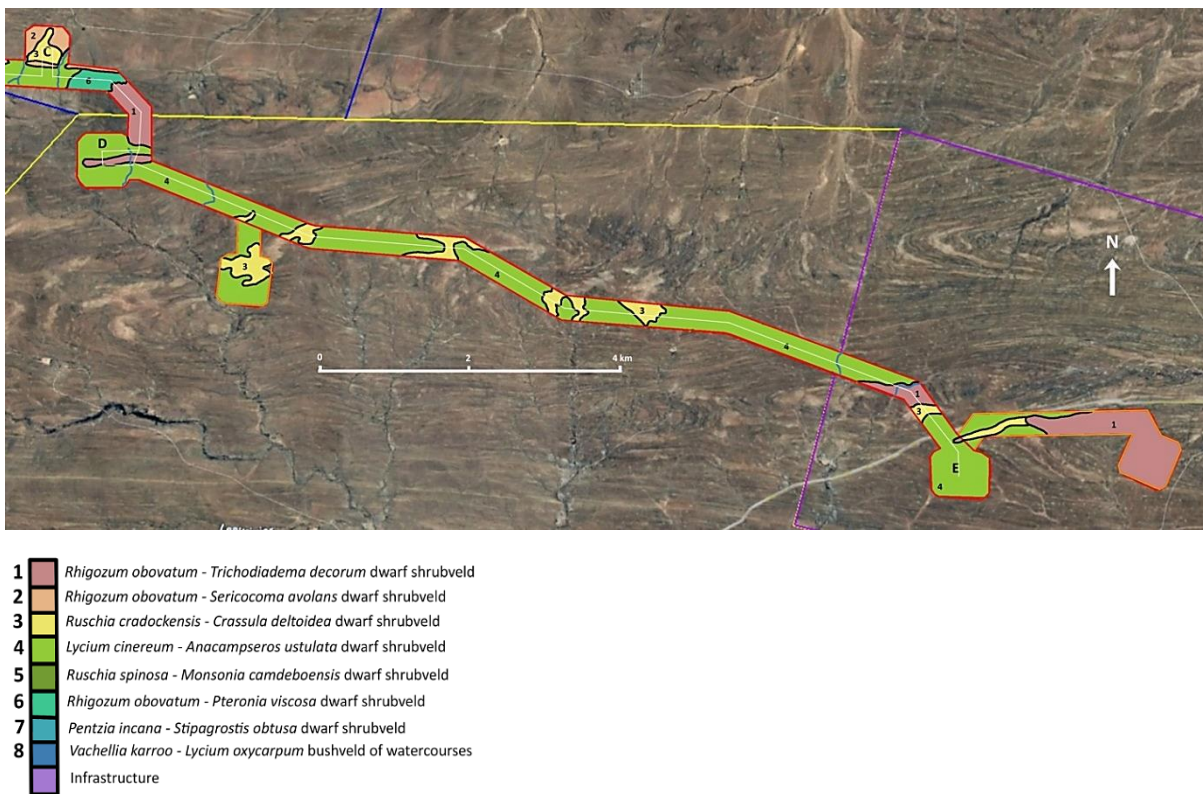 2
C
3
6
1
N
D
4
3
4
3
0 2 4 km
4
1
3
1
E
4
1 Rhigozum obovatum - Trichodiadema decorum dwarf shrubveld
2 Rhigozum obovatum - Sericocoma avolans dwarf shrubveld
3 Ruschia cradockensis - Crassula deltoidea dwarf shrubveld
4 Lycium cinereum - Anacampseros ustulata dwarf shrubveld
5 Ruschia spinosa - Monsonia camdeboensis dwarf shrubveld
6 Rhigozum obovatum - Pteronia viscosa dwarf shrubveld
7 Pentzia incana - Stipagrostis obtusa dwarf shrubveld
8 Vachellia karroo - Lycium oxycarpum bushveld of watercourses
Infrastructure